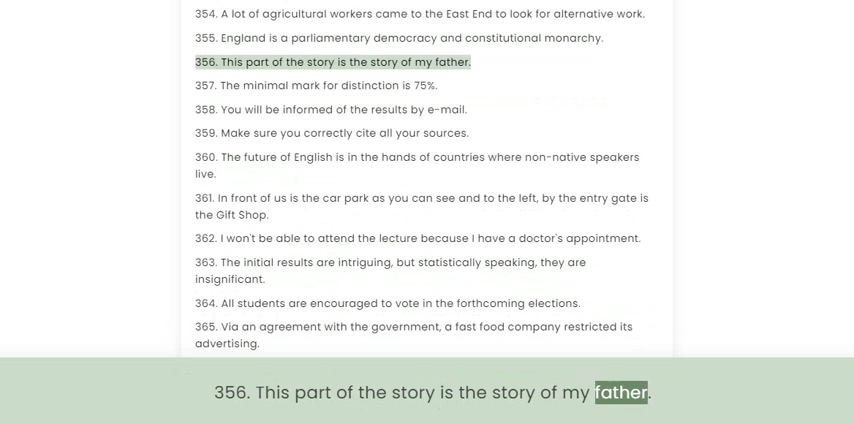 354. A lot of agricultural workers came to the East End to look for alternative work.
355. England is a parliamentary democracy and constitutional monarchy.
356. This part of the story is the story of my father.
357. The minimal mark for distinction is 75%.
358. You will be informed of the results by e-mail.
359. Make sure you correctly cite all your sources.
360. The future of English is in the hands of countries where non-native speakers
live.
361. In front of us is the car park as you can see and to the left, by the entry gate is
the Gift Shop.
362. I won't be able to attend the lecture because I have a doctor's appointment.
363. The initial results are intriguing, but statistically speaking, they are
insignificant.
364. All students are encouraged to vote in the forthcoming elections.
365. Via an agreement with the government, a fast food company restricted its
advertising.
356. This part of the story is the story of my father.